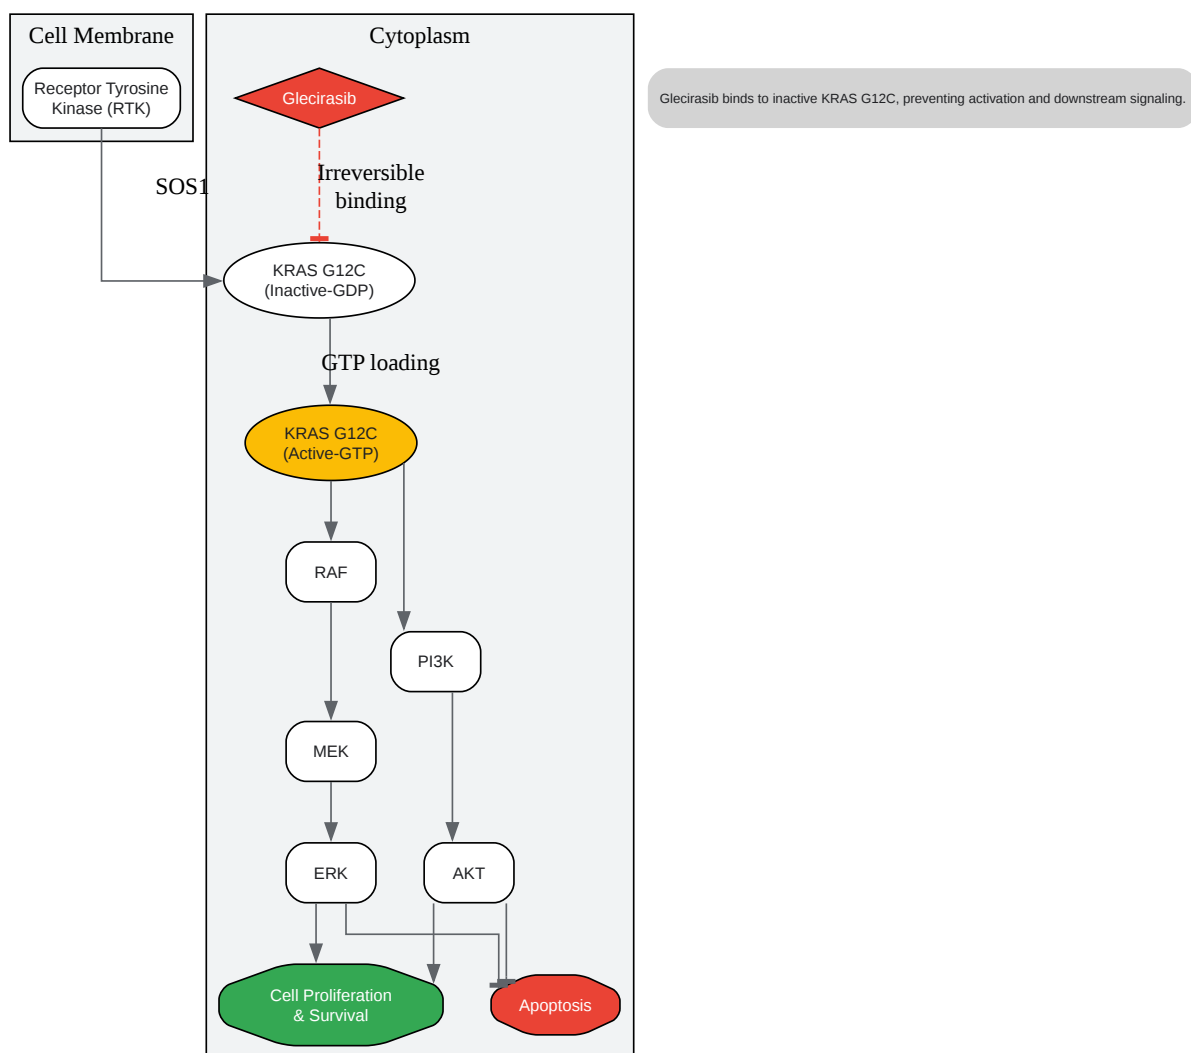 Cell Membrane
Receptor Tyrosine
Kinase (RTK)
Cytoplasm
Glecirasib
Glecirasib binds to inactive KRAS G12C, preventing activation and downstream signaling.
SOS1
Irreversible
binding
KRAS G12C
(Inactive-GDP)
GTP loading
KRAS G12C
(Active-GTP)
RAF
PI3K
MEK
ERK
AKT
Cell Proliferation
& Survival
Apoptosis